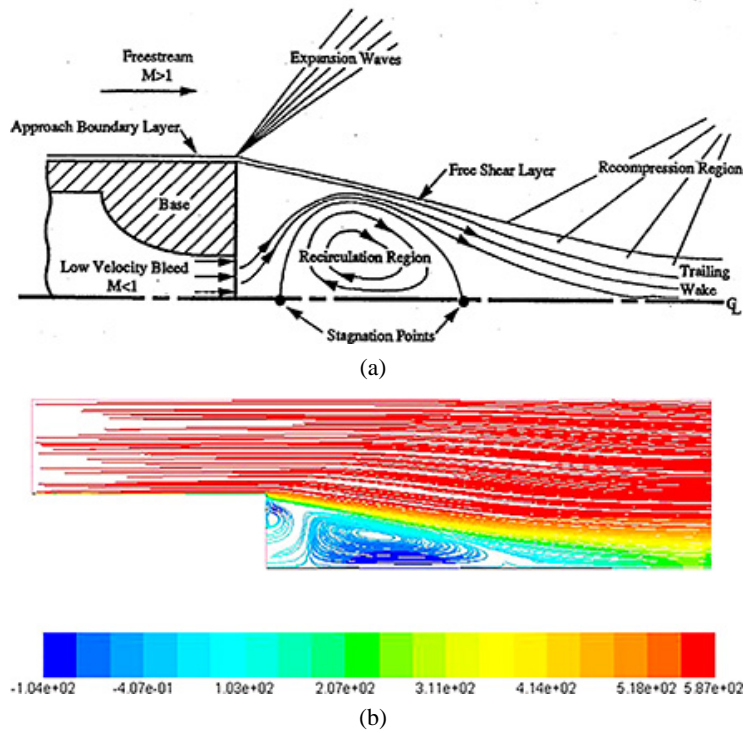 Freestream
M>1
Expansion Waves
Approach Boundary Layer
Free Shear Layer
Recompression Region
Base
Low Velocity Bleed
M<1
Recirculation Region
Trailing
Wake
℄
Stagnation Points
(a)
-1.04e+02 -4.07e-01 1.03e+02 2.07e+02 3.11e+02 4.14e+02 5.18e+02 5.87e+02
(b)